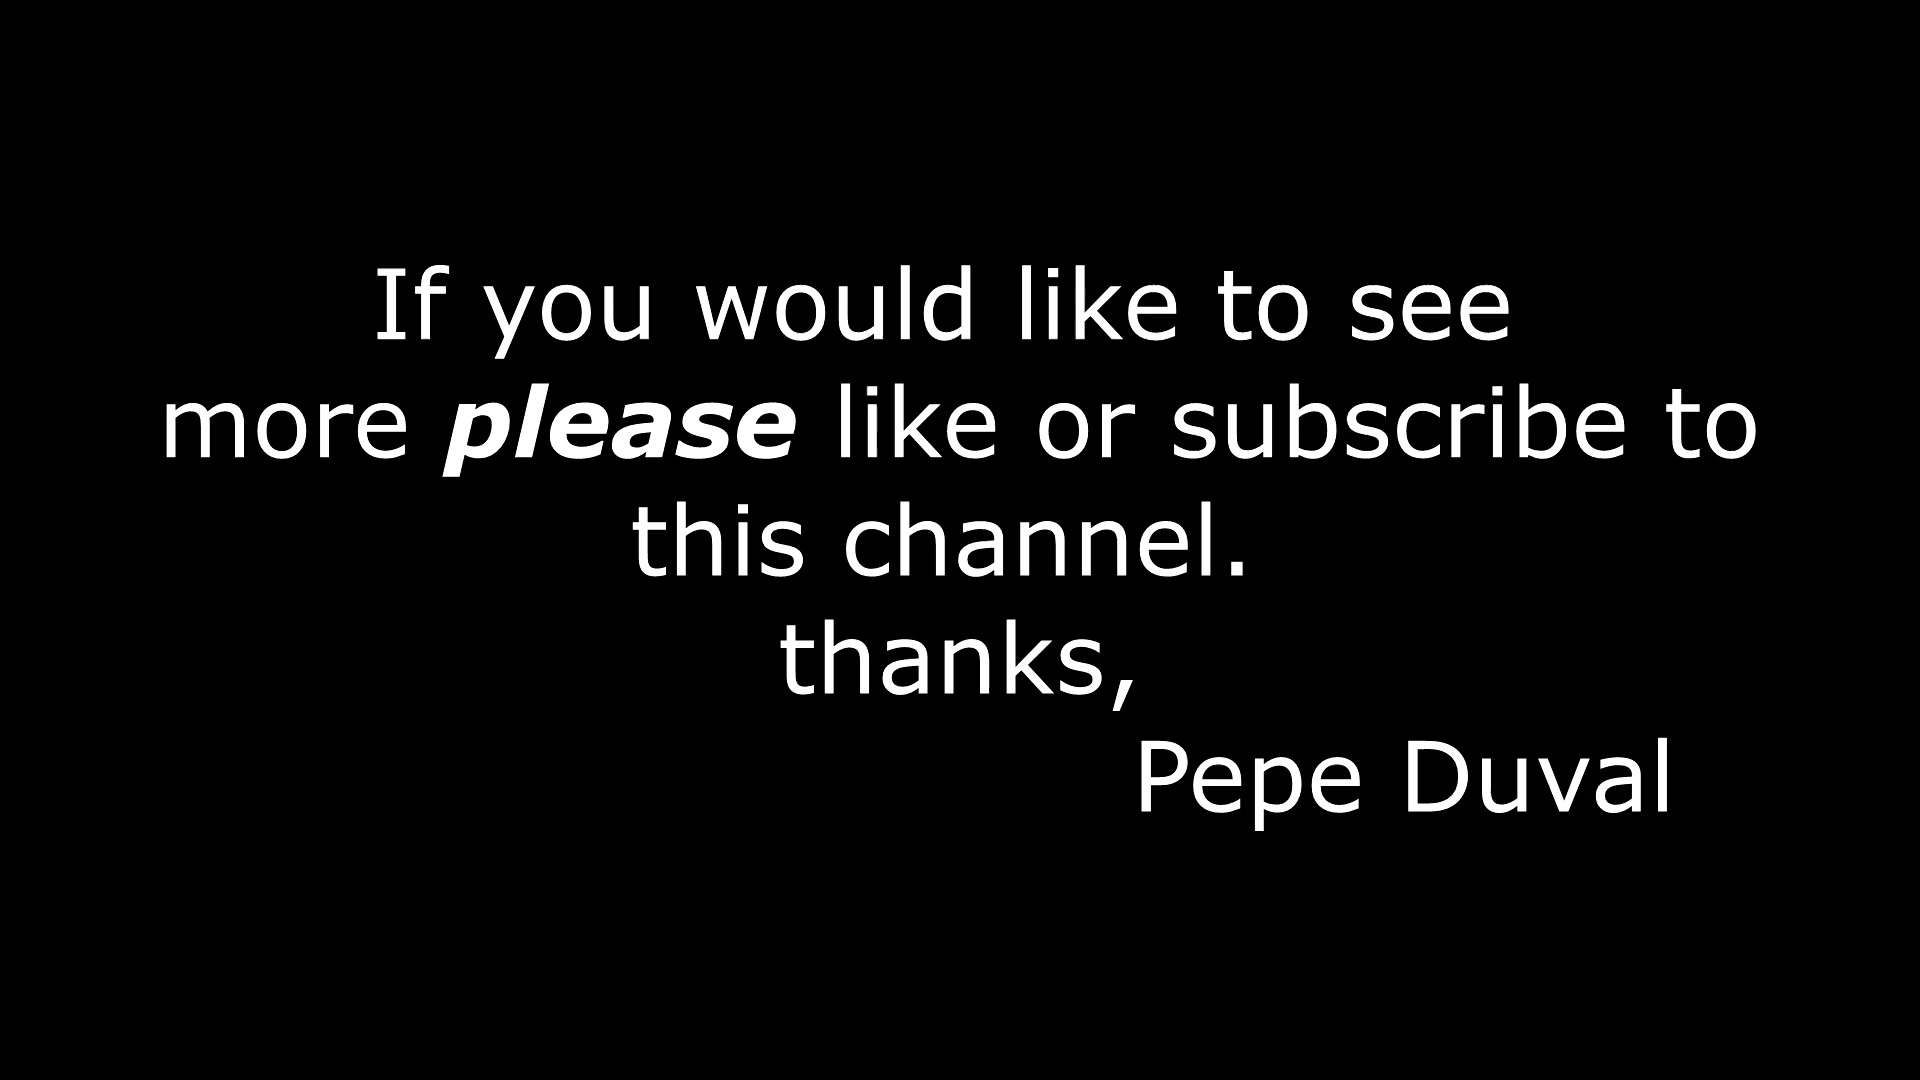 If you would like to see
more please like or subscribe to
this channel.
thanks,
Pepe Duval